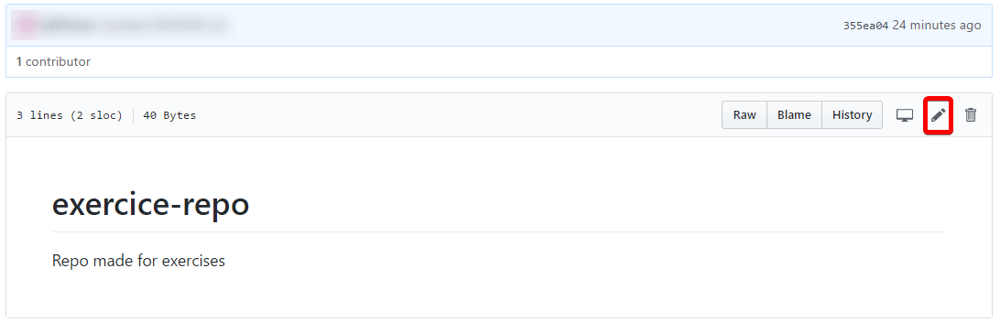 355ea04 24 minutes ago
1 contributor
3 lines (2 sloc) 40 Bytes Raw Blame History
exercice-repo
Repo made for exercises